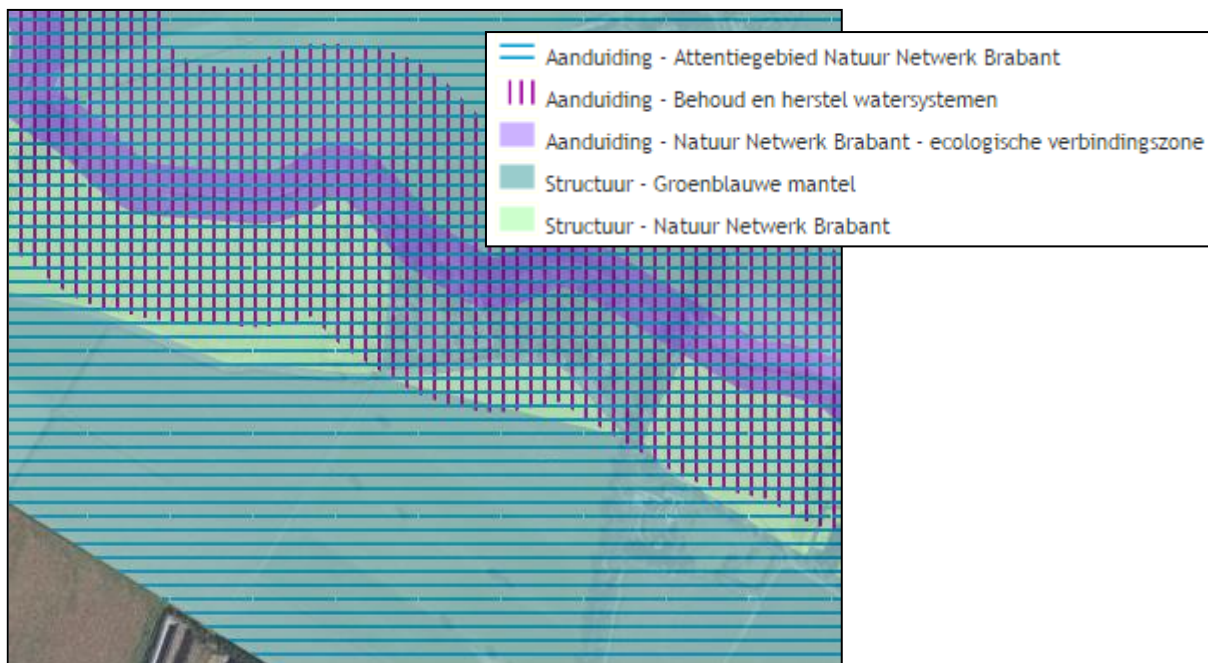 Aanduiding - Attentiegebied Natuur Netwerk Brabant
Aanduiding - Behoud en herstel watersystemen
Aanduiding - Natuur Netwerk Brabant - ecologische verbindingszone
Structuur - Groenblauwe mantel
Structuur - Natuur Netwerk Brabant